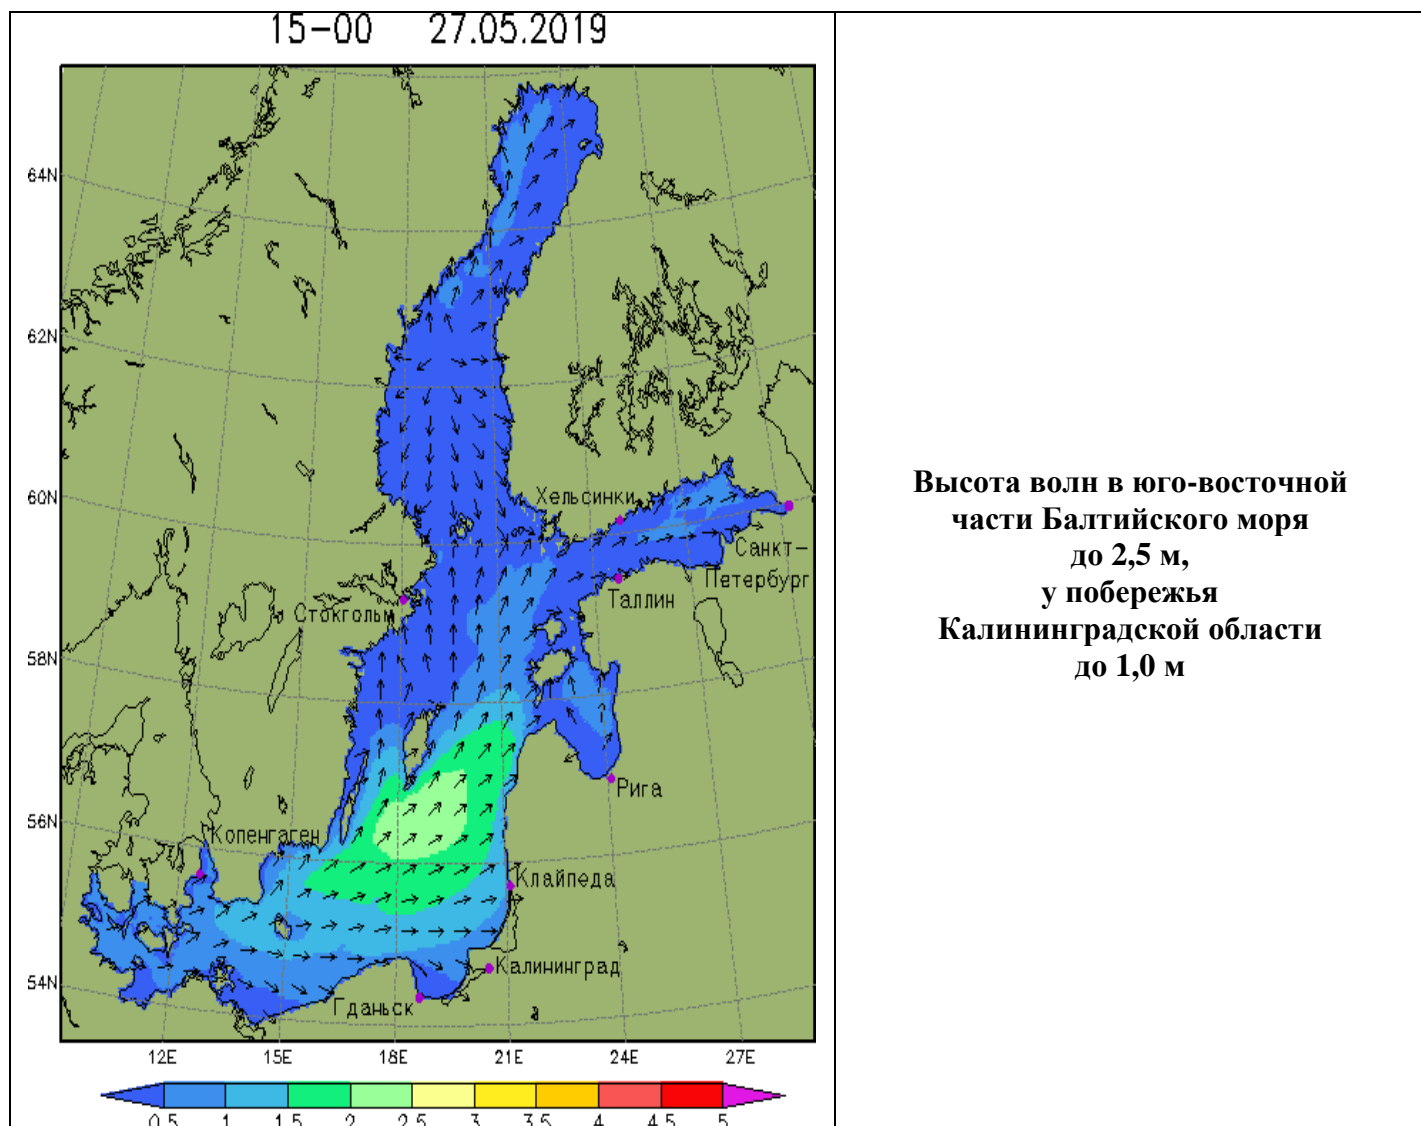 15-00 27.05.2019
64N
62N
60N
58N
56N
54N
Хельсинки
Санкт-
Петербург
Таллин
Стокгольм
Рига
Копенгаген
Клайпеда
Калининград
Гданьск
12E 15E 18E 21E 24E 27E
0.5 1 1.5 2 2.5 3 3.5 4 4.5 5
Высота волн в юго-восточной
части Балтийского моря
до 2,5 м,
у побережья
Калининградской области
до 1,0 м